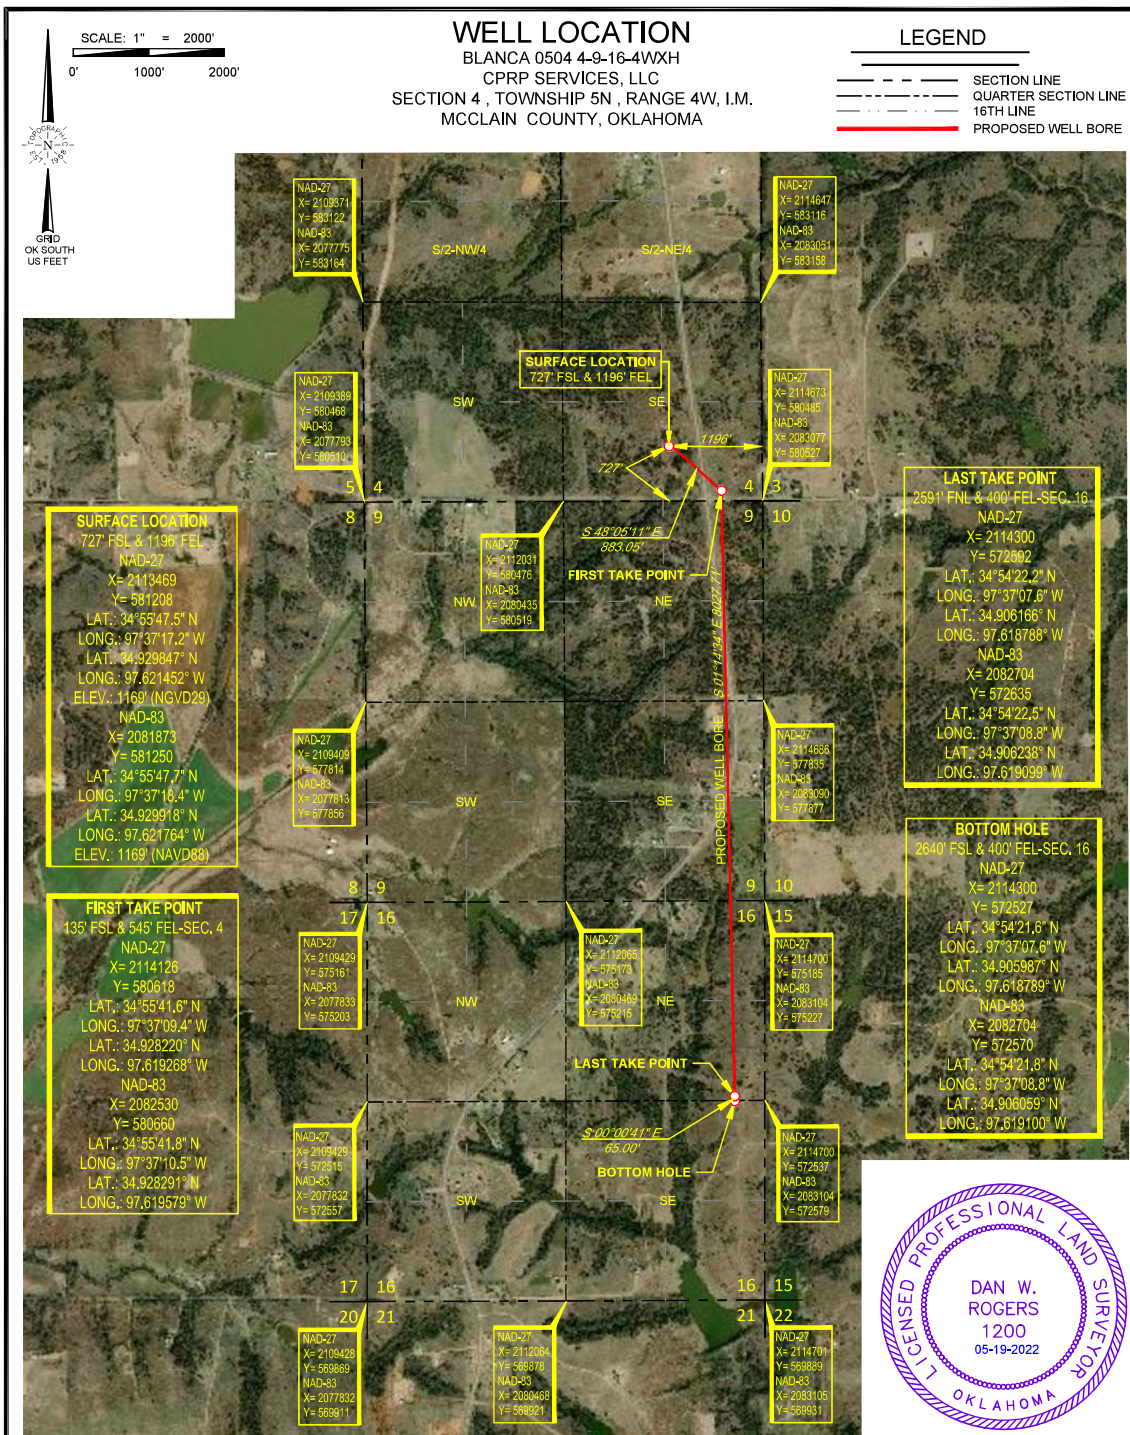 WELL LOCATION
BLANCA 0504 4-9-16-4WXH
CPRP SERVICES, LLC
SECTION 4 , TOWNSHIP 5N , RANGE 4W, I.M.
MCCLAIN COUNTY, OKLAHOMA
SCALE: 1" = 2000'
0' 1000' 2000'
TOPOGRAPHIC
N
EST. 1958
GRID
OK SOUTH
US FEET
LEGEND
SECTION LINE
QUARTER SECTION LINE
16TH LINE
PROPOSED WELL BORE
NAD-27
X= 2109371
Y= 583122
NAD-83
X= 2077775
Y= 583164
S/2-NW/4
S/2-NE/4
NAD-27
X= 2114647
Y= 583116
NAD-83
X= 2083051
Y= 583158
SURFACE LOCATION
727' FSL & 1196' FEL
NAD-27
X= 2109389
Y= 580468
NAD-83
X= 2077793
Y= 580510
SW
SE
NAD-27
X= 2114673
Y= 580485
NAD-83
X= 2083077
Y= 580527
1196'
727'
5 4
8 9
4 3
9 10
S 48°05'11" E
883.05'
FIRST TAKE POINT
NAD-27
X= 2112031
Y= 580476
NAD-83
X= 2080435
Y= 580519
NW
NE
PROPOSED WELL BORE S 01°14'34" E 8027.71'
SURFACE LOCATION
727' FSL & 1196' FEL
NAD-27
X= 2113469
Y= 581208
LAT.: 34°55'47.5" N
LONG.: 97°37'17.2" W
LAT.: 34.929847° N
LONG.: 97.621452° W
ELEV.: 1169' (NGVD29)
NAD-83
X= 2081873
Y= 581250
LAT.: 34°55'47.7" N
LONG.: 97°37'18.4" W
LAT.: 34.929918° N
LONG.: 97.621764° W
ELEV.: 1169' (NAVD88)
LAST TAKE POINT
2591' FNL & 400' FEL-SEC. 16
NAD-27
X= 2114300
Y= 572592
LAT.: 34°54'22.2" N
LONG.: 97°37'07.6" W
LAT.: 34.906166° N
LONG.: 97.618788° W
NAD-83
X= 2082704
Y= 572635
LAT.: 34°54'22.5" N
LONG.: 97°37'08.8" W
LAT.: 34.906238° N
LONG.: 97.619099° W
NAD-27
X= 2109409
Y= 577814
NAD-83
X= 2077813
Y= 577856
SW
SE
NAD-27
X= 2114686
Y= 577835
NAD-83
X= 2083090
Y= 577877
8 9
17 16
9 10
16 15
FIRST TAKE POINT
135' FSL & 545' FEL-SEC. 4
NAD-27
X= 2114126
Y= 580618
LAT.: 34°55'41.6" N
LONG.: 97°37'09.4" W
LAT.: 34.928220° N
LONG.: 97.619268° W
NAD-83
X= 2082530
Y= 580660
LAT.: 34°55'41.8" N
LONG.: 97°37'10.5" W
LAT.: 34.928291° N
LONG.: 97.619579° W
BOTTOM HOLE
2640' FSL & 400' FEL-SEC. 16
NAD-27
X= 2114300
Y= 572527
LAT.: 34°54'21.6" N
LONG.: 97°37'07.6" W
LAT.: 34.905987° N
LONG.: 97.618789° W
NAD-83
X= 2082704
Y= 572570
LAT.: 34°54'21.8" N
LONG.: 97°37'08.8" W
LAT.: 34.906059° N
LONG.: 97.619100° W
NAD-27
X= 2109429
Y= 575161
NAD-83
X= 2077833
Y= 575203
NW
NAD-27
X= 2112065
Y= 575173
NAD-83
X= 2080469
Y= 575215
NE
NAD-27
X= 2114700
Y= 575185
NAD-83
X= 2083104
Y= 575227
LAST TAKE POINT
S 00°00'41" E
65.00'
BOTTOM HOLE
NAD-27
X= 2109429
Y= 572515
NAD-83
X= 2077832
Y= 572557
SW
SE
NAD-27
X= 2114700
Y= 572537
NAD-83
X= 2083104
Y= 572579
17 16
20 21
16 15
21 22
NAD-27
X= 2109428
Y= 569869
NAD-83
X= 2077832
Y= 569911
NAD-27
X= 2112064
Y= 569878
NAD-83
X= 2080468
Y= 569921
NAD-27
X= 2114701
Y= 569889
NAD-83
X= 2083105
Y= 569931
LICENSED PROFESSIONAL LAND SURVEYOR
DAN W.
ROGERS
1200
05-19-2022
OKLAHOMA